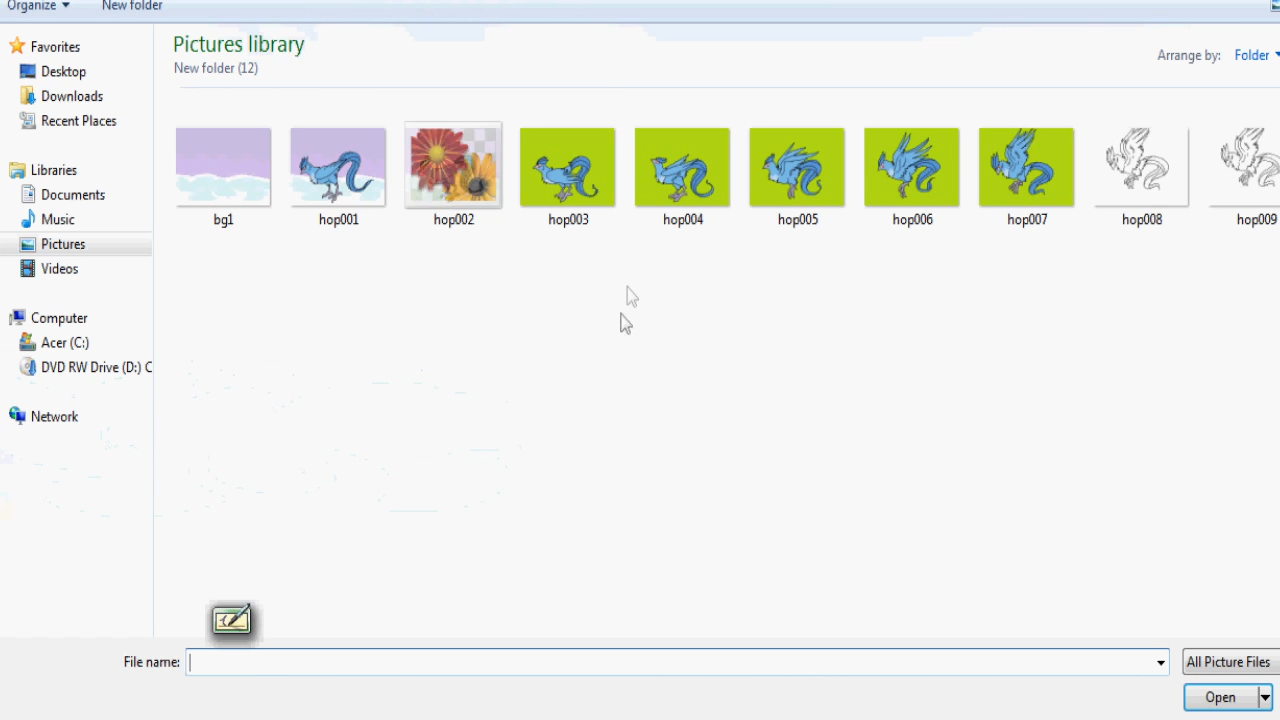 Organize New folder
Favorites
Desktop
Downloads
Recent Places
Libraries
Documents
Music
Pictures
Videos
Computer
Acer (C:)
DVD RW Drive (D:) C
Network
Pictures library
New folder (12)
Arrange by: Folder
bg1 hop001 hop002 hop003 hop004 hop005 hop006 hop007 hop008 hop009
File name:
All Picture Files
Open